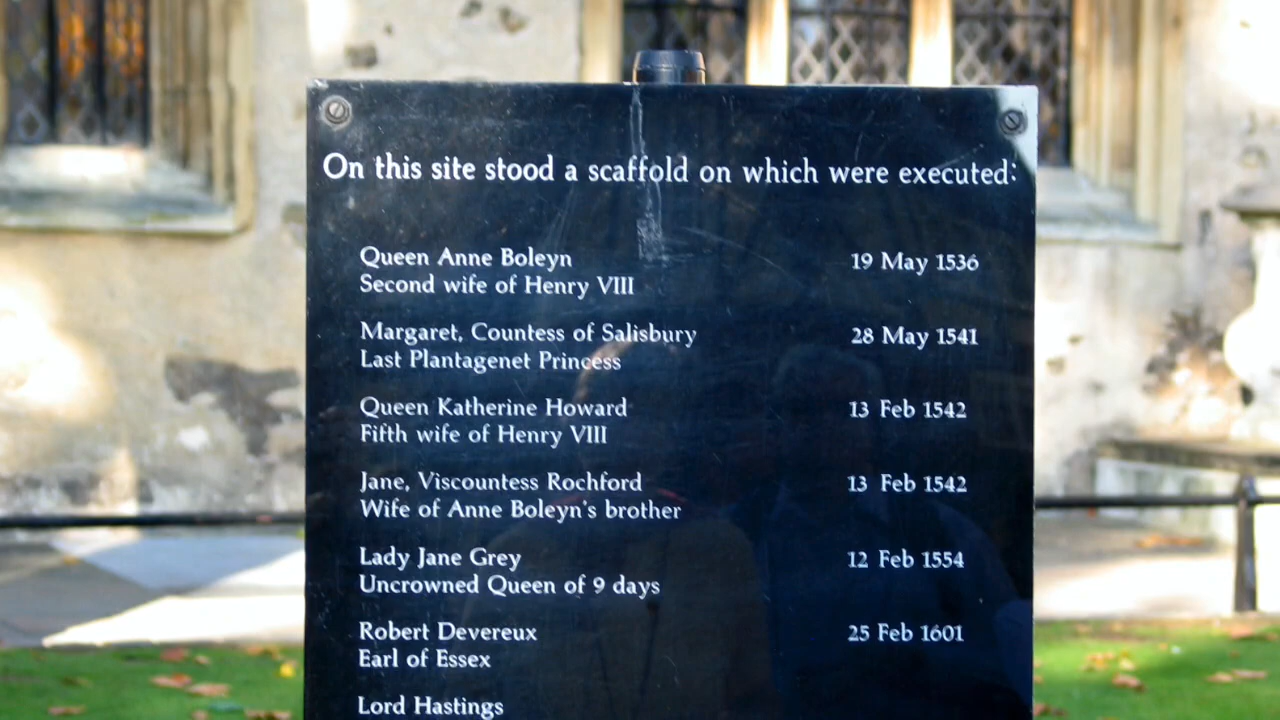 On this site stood a scaffold on which were executed:
Queen Anne Boleyn 19 May 1536
Second wife of Henry VIII
Margaret, Countess of Salisbury 28 May 1541
Last Plantagenet Princess
Queen Katherine Howard 13 Feb 1542
Fifth wife of Henry VIII
Jane, Viscountess Rochford 13 Feb 1542
Wife of Anne Boleyn's brother
Lady Jane Grey 12 Feb 1554
Uncrowned Queen of 9 days
Robert Devereux 25 Feb 1601
Earl of Essex
Lord Hastings